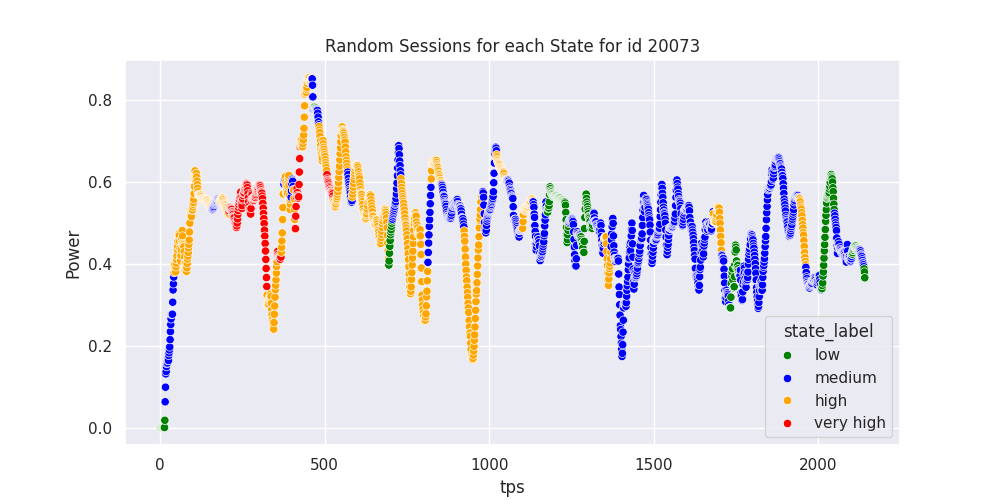 Random Sessions for each State for id 20073
Power
0.8
0.6
0.4
0.2
0.0
0
500
1000
1500
2000
tps
state_label
low
medium
high
very high